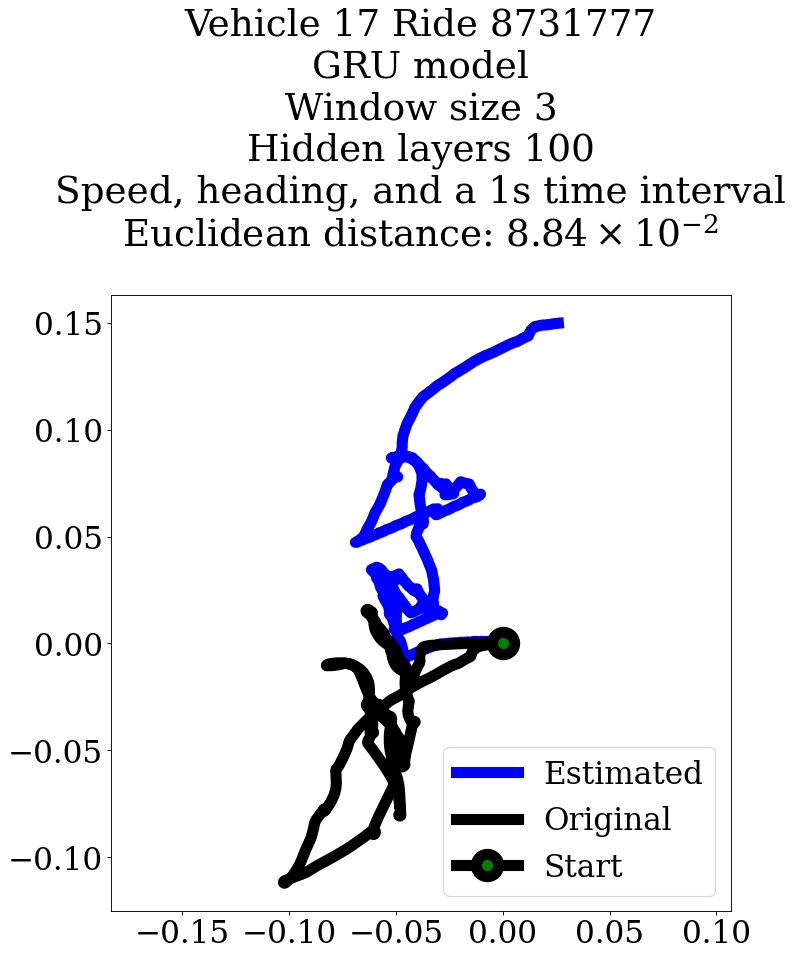 Vehicle 17 Ride 8731777
GRU model
Window size 3
Hidden layers 100
Speed, heading, and a 1s time interval
Euclidean distance: 8.84 × 10⁻²
0.15
0.10
0.05
0.00
−0.05
−0.10
Estimated
Original
Start
−0.15 −0.10 −0.05 0.00 0.05 0.10